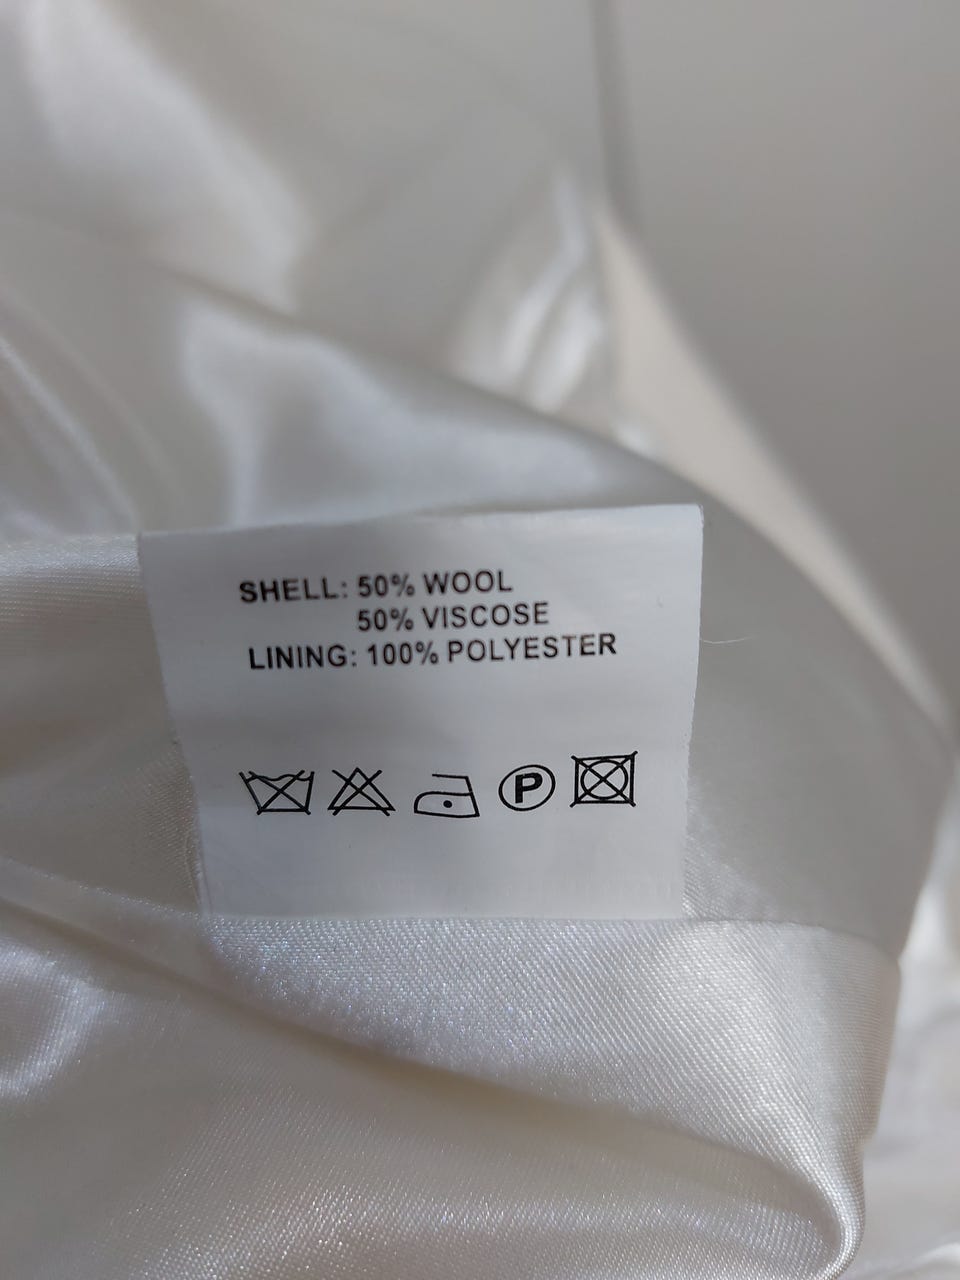 SHELL: 50% WOOL
50% VISCOSE
LINING: 100% POLYESTER
P